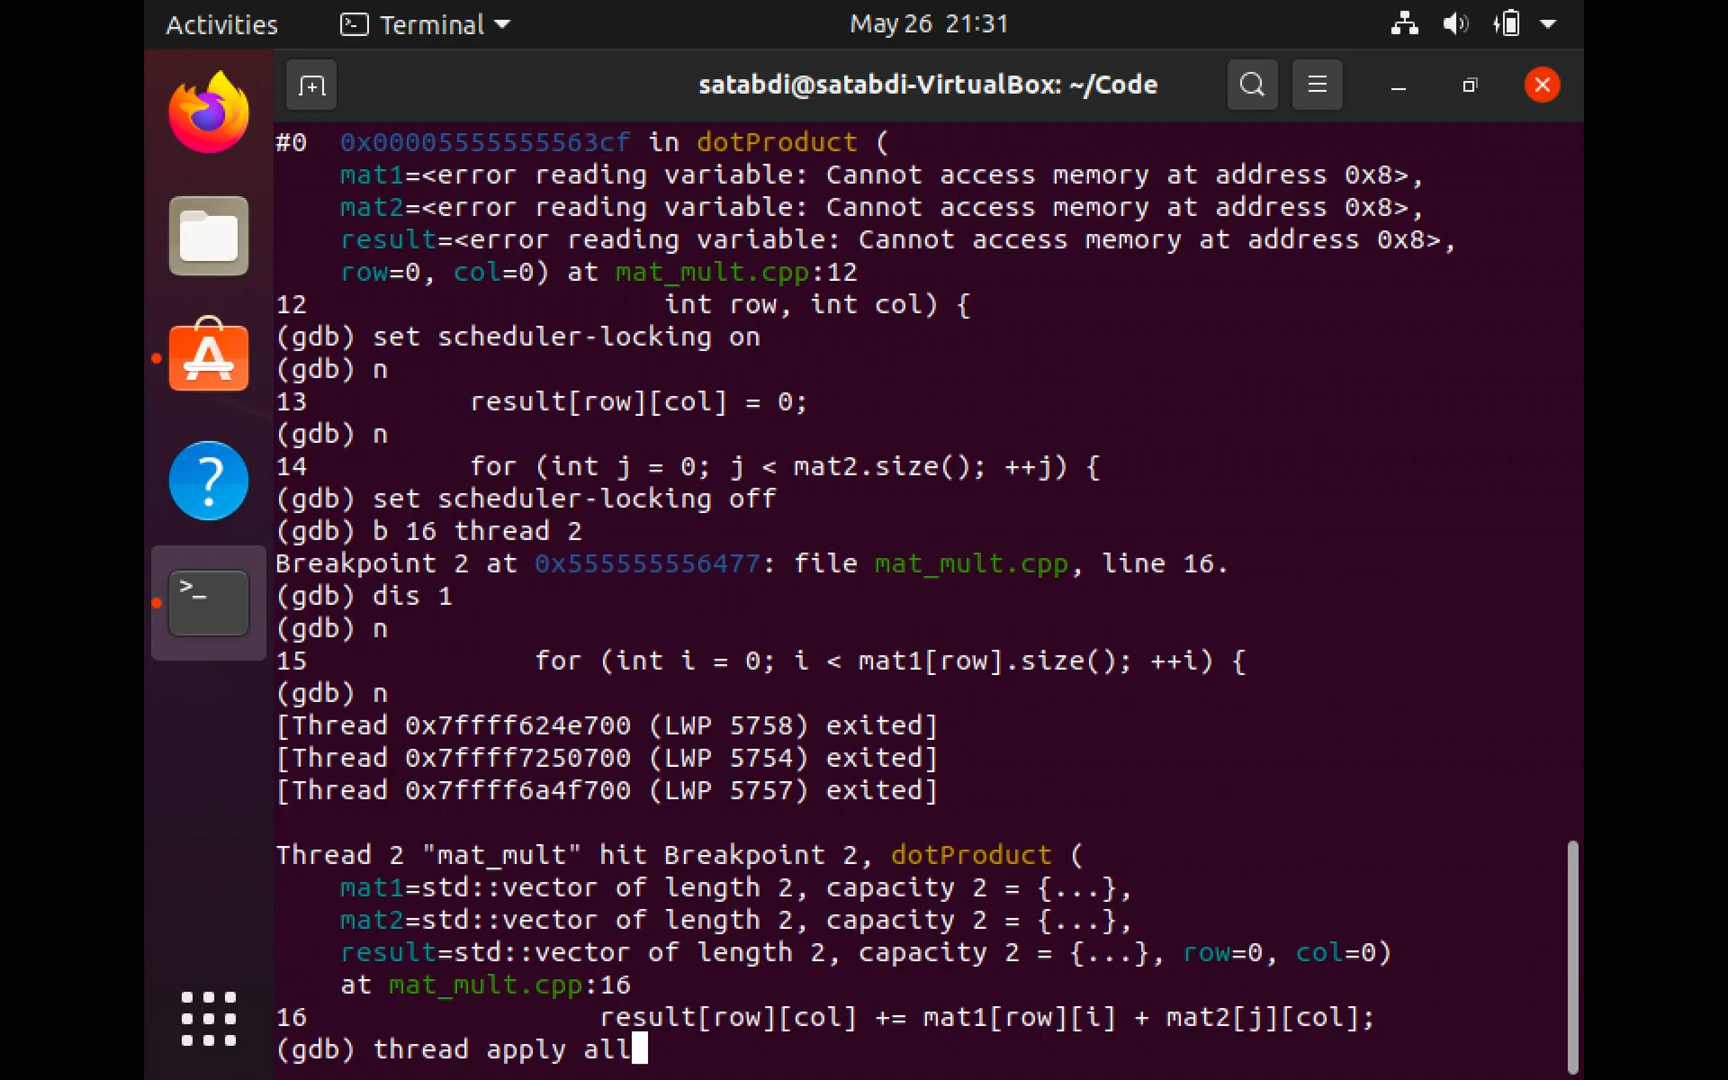 Activities
Terminal
May 26 21:31
satabdi@satabdi-VirtualBox: ~/Code
#0  0x00005555555563cf in dotProduct (
    mat1=<error reading variable: Cannot access memory at address 0x8>,
    mat2=<error reading variable: Cannot access memory at address 0x8>,
    result=<error reading variable: Cannot access memory at address 0x8>,
    row=0, col=0) at mat_mult.cpp:12
12                      int row, int col) {
(gdb) set scheduler-locking on
(gdb) n
13          result[row][col] = 0;
(gdb) n
14          for (int j = 0; j < mat2.size(); ++j) {
(gdb) set scheduler-locking off
(gdb) b 16 thread 2
Breakpoint 2 at 0x555555556477: file mat_mult.cpp, line 16.
(gdb) dis 1
(gdb) n
15              for (int i = 0; i < mat1[row].size(); ++i) {
(gdb) n
[Thread 0x7ffff624e700 (LWP 5758) exited]
[Thread 0x7ffff7250700 (LWP 5754) exited]
[Thread 0x7ffff6a4f700 (LWP 5757) exited]
Thread 2 "mat_mult" hit Breakpoint 2, dotProduct (
    mat1=std::vector of length 2, capacity 2 = {...},
    mat2=std::vector of length 2, capacity 2 = {...},
    result=std::vector of length 2, capacity 2 = {...}, row=0, col=0)
    at mat_mult.cpp:16
16                  result[row][col] += mat1[row][i] + mat2[j][col];
(gdb) thread apply all